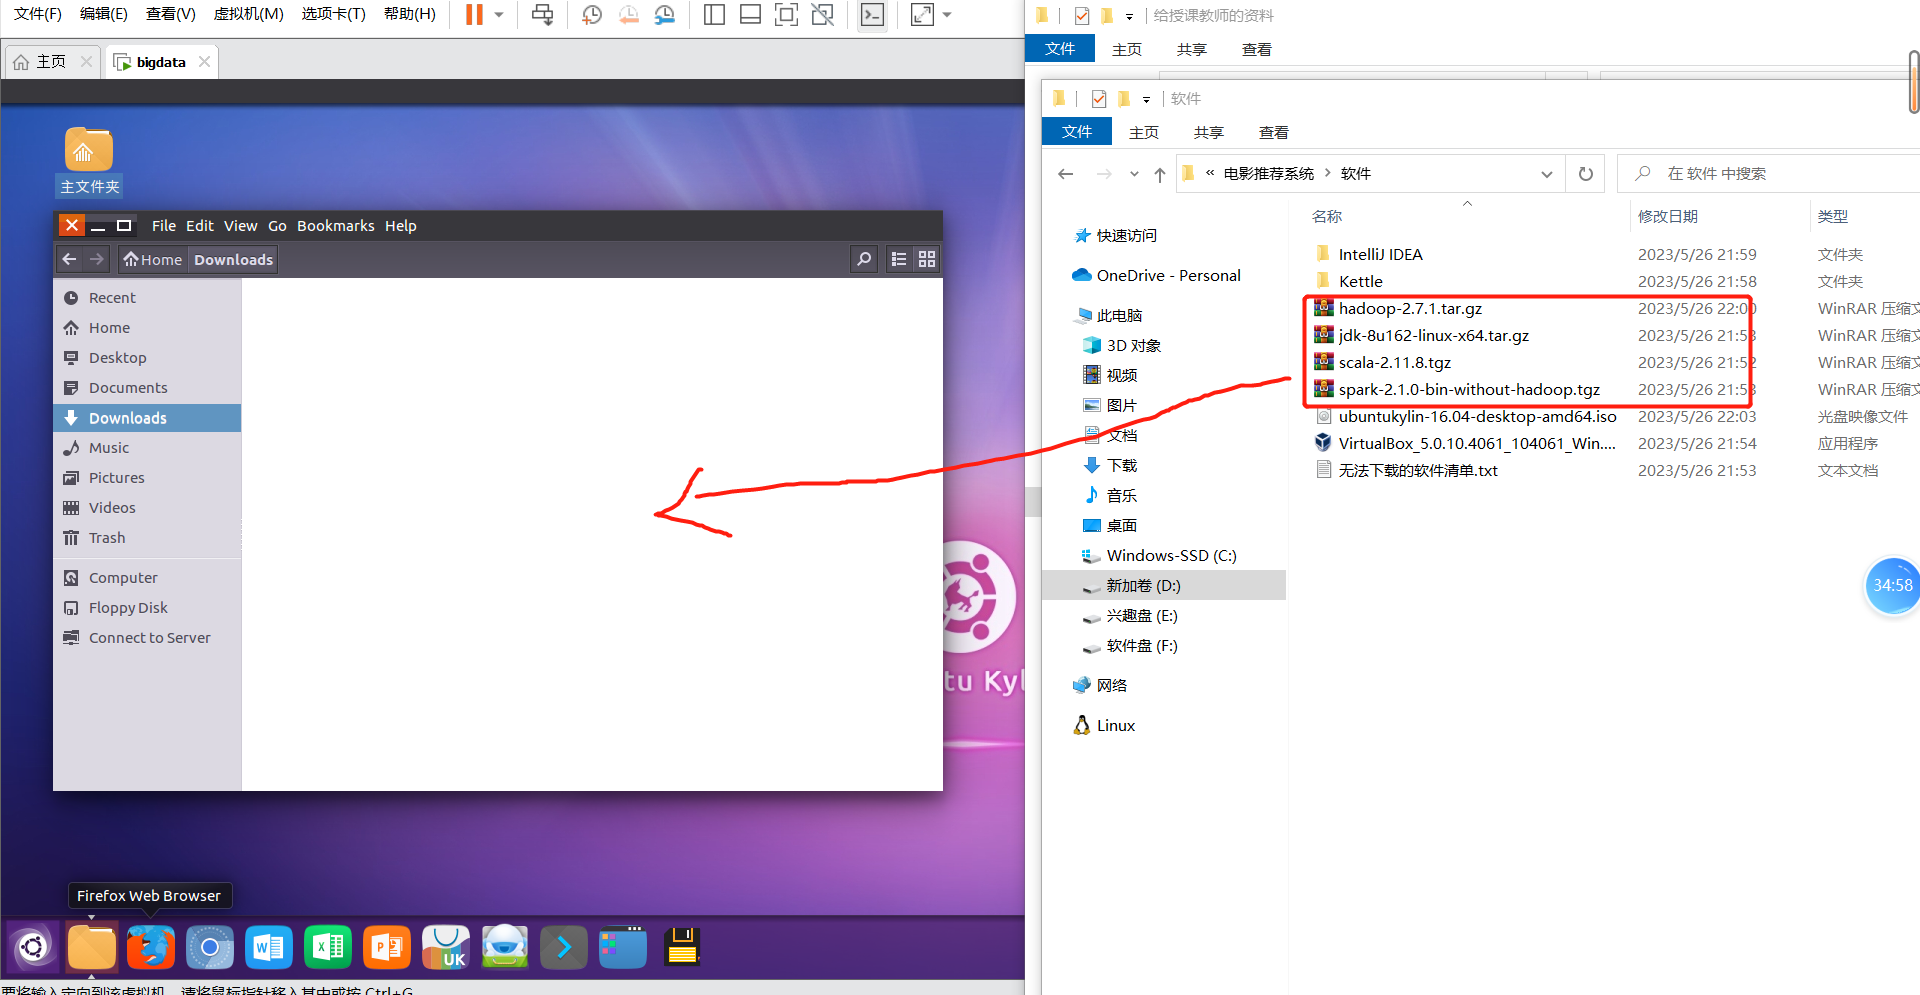 文件(F) 编辑(E) 查看(V) 虚拟机(M) 选项卡(T) 帮助(H)
主页
bigdata
主文件夹
File Edit View Go Bookmarks Help
Home Downloads
Recent
Home
Desktop
Documents
Downloads
Music
Pictures
Videos
Trash
Computer
Floppy Disk
Connect to Server
tu Kyl
Firefox Web Browser
W
X
P
UK
要将输入定向到该虚拟机，请将鼠标指针移入其中或按 Ctrl+G
给授课教师的资料
文件 主页 共享 查看
软件
文件 主页 共享 查看
« 电影推荐系统 › 软件
在 软件 中搜索
快速访问
OneDrive - Personal
此电脑
3D 对象
视频
图片
文档
下载
音乐
桌面
Windows-SSD (C:)
新加卷 (D:)
兴趣盘 (E:)
软件盘 (F:)
网络
Linux
名称 修改日期 类型
IntelliJ IDEA 2023/5/26 21:59 文件夹
Kettle 2023/5/26 21:58 文件夹
hadoop-2.7.1.tar.gz 2023/5/26 22:00 WinRAR 压缩文
jdk-8u162-linux-x64.tar.gz 2023/5/26 21:53 WinRAR 压缩文
scala-2.11.8.tgz 2023/5/26 21:52 WinRAR 压缩文
spark-2.1.0-bin-without-hadoop.tgz 2023/5/26 21:53 WinRAR 压缩文
ubuntukylin-16.04-desktop-amd64.iso 2023/5/26 22:03 光盘映像文件
VirtualBox_5.0.10.4061_104061_Win.... 2023/5/26 21:54 应用程序
无法下载的软件清单.txt 2023/5/26 21:53 文本文档
34:58